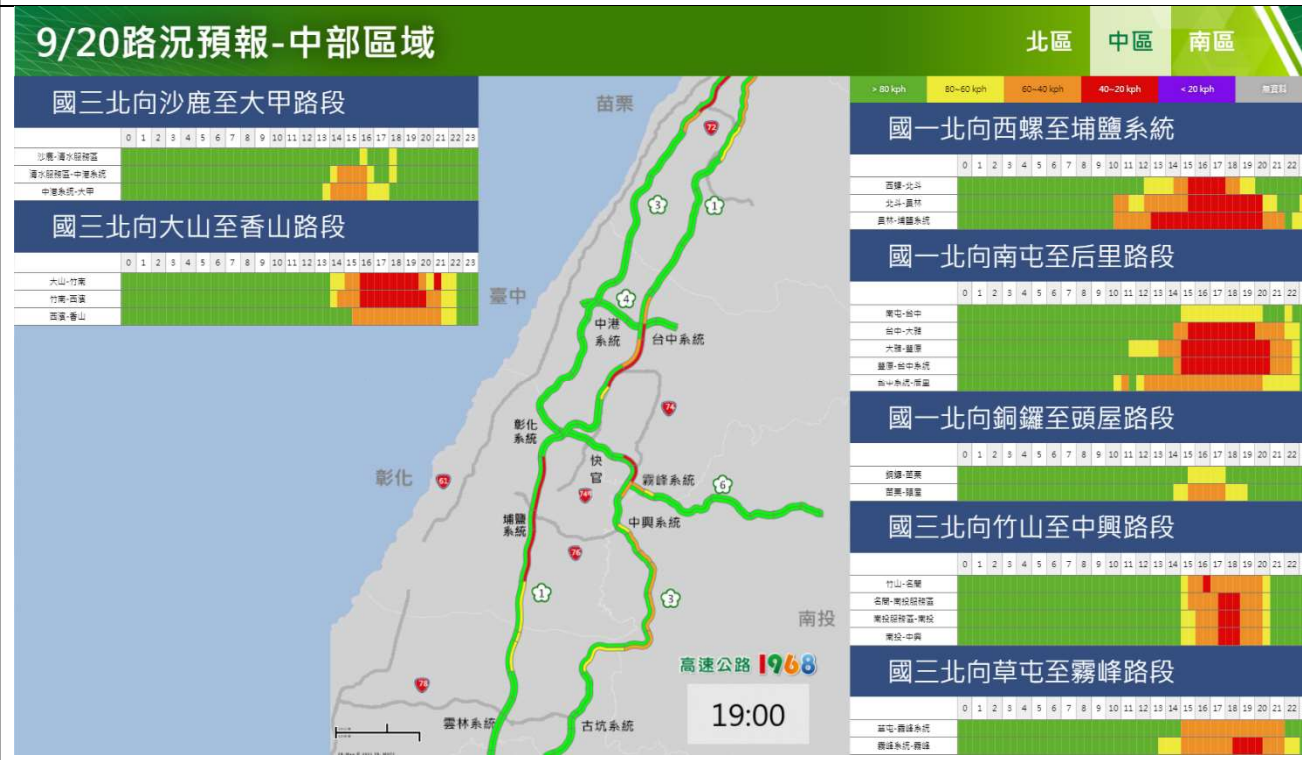 9/20路況預報-中部區域
北區 中區 南區
> 80 kph 80~60 kph 60~40 kph 40~20 kph < 20 kph 無資料
國三北向沙鹿至大甲路段
0 1 2 3 4 5 6 7 8 9 10 11 12 13 14 15 16 17 18 19 20 21 22 23
沙鹿-清水服務區
清水服務區-中港系統
中港系統-大甲
國三北向大山至香山路段
0 1 2 3 4 5 6 7 8 9 10 11 12 13 14 15 16 17 18 19 20 21 22 23
大山-竹南
竹南-西濱
西濱-香山
苗栗
72
3
1
臺中
4
中港
系統
台中系統
74
彰化
系統
快
官
彰化
61
霧峰系統
6
埔鹽
系統
中興系統
76
1
3
南投
高速公路1968
78
19:00
雲林系統
古坑系統
國一北向西螺至埔鹽系統
0 1 2 3 4 5 6 7 8 9 10 11 12 13 14 15 16 17 18 19 20 21 22
西螺-北斗
北斗-員林
員林-埔鹽系統
國一北向南屯至后里路段
0 1 2 3 4 5 6 7 8 9 10 11 12 13 14 15 16 17 18 19 20 21 22
南屯-台中
台中-大雅
大雅-豐原
豐原-台中系統
台中系統-后里
國一北向銅鑼至頭屋路段
0 1 2 3 4 5 6 7 8 9 10 11 12 13 14 15 16 17 18 19 20 21 22
銅鑼-苗栗
苗栗-頭屋
國三北向竹山至中興路段
0 1 2 3 4 5 6 7 8 9 10 11 12 13 14 15 16 17 18 19 20 21 22
竹山-名間
名間-南投服務區
南投服務區-南投
南投-中興
國三北向草屯至霧峰路段
0 1 2 3 4 5 6 7 8 9 10 11 12 13 14 15 16 17 18 19 20 21 22
草屯-霧峰系統
霧峰系統-霧峰